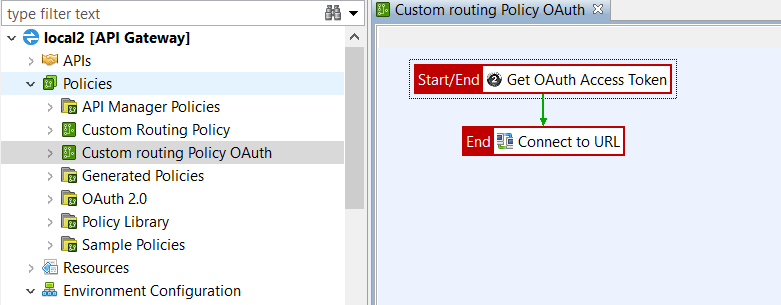 type filter text
local2 [API Gateway]
APIs
Policies
API Manager Policies
Custom Routing Policy
Custom routing Policy OAuth
Generated Policies
OAuth 2.0
Policy Library
Sample Policies
Resources
Environment Configuration
Custom routing Policy OAuth
Start/End 2 Get OAuth Access Token
End Connect to URL